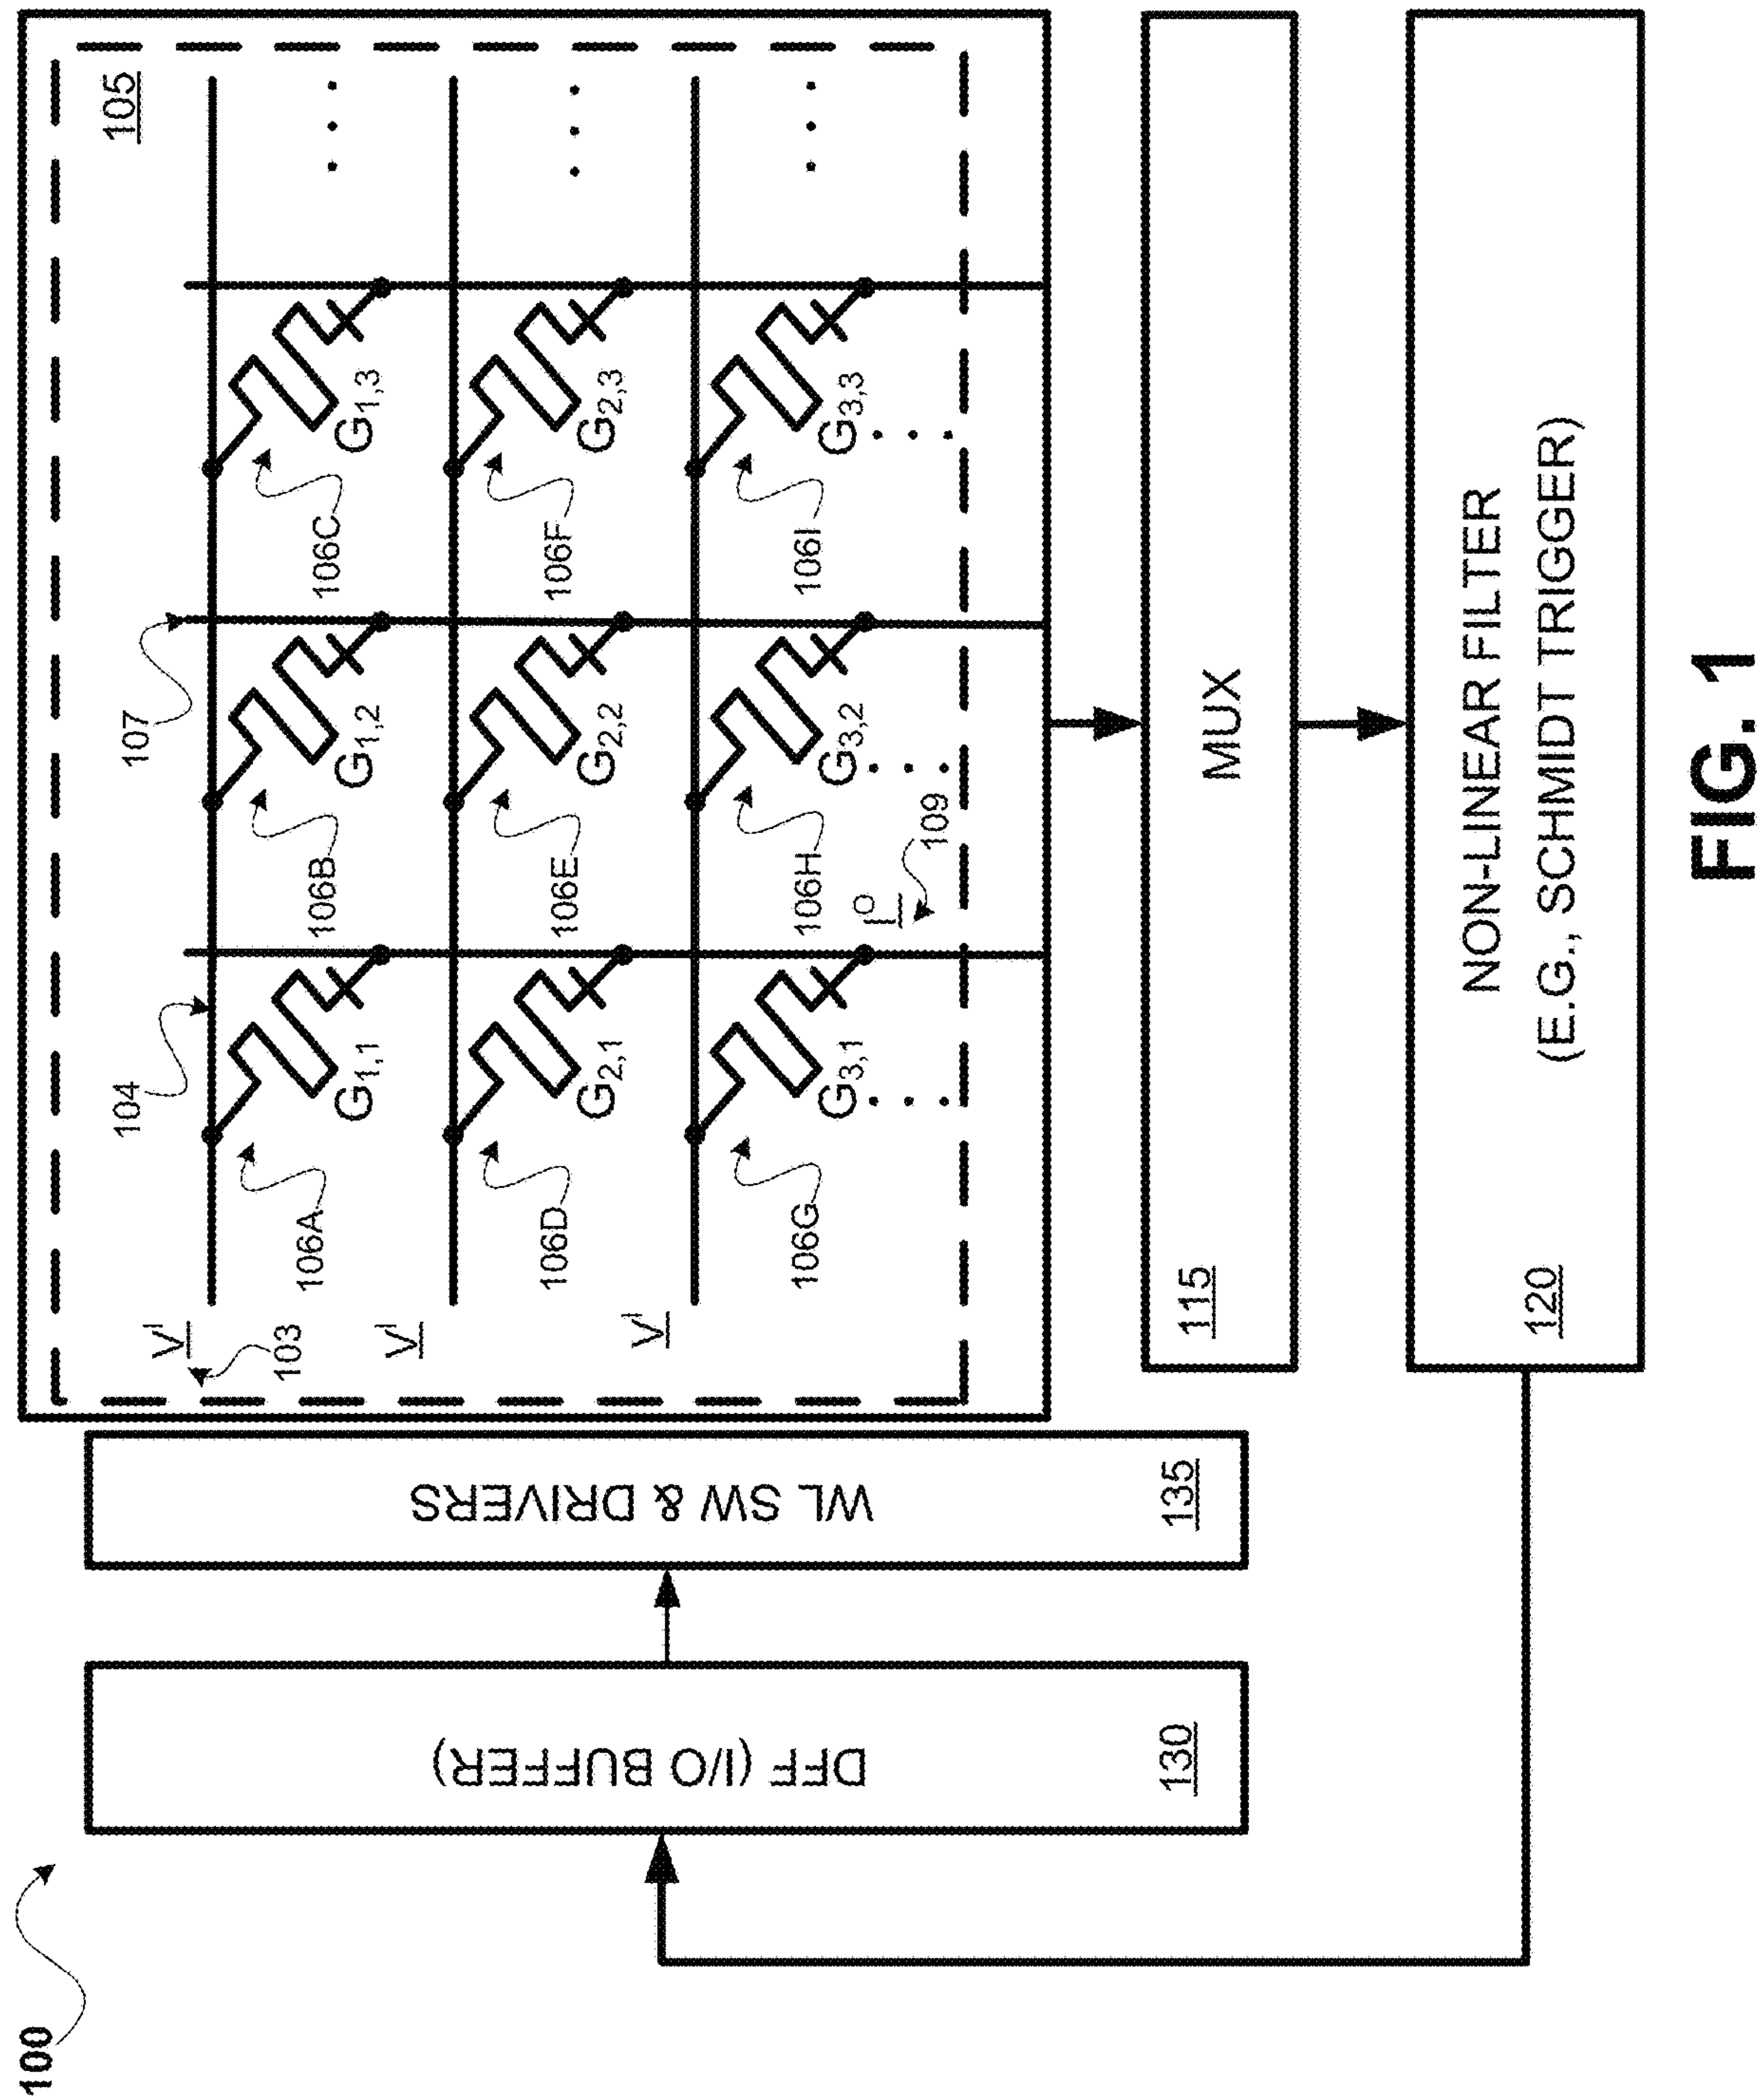 100
105
107
104
106A
G1,1
106B
G1,2
106C
G1,3
106D
G2,1
106E
G2,2
106F
G2,3
106G
G3,1
106H
G3,2
106I
G3,3
VI
103
VI
VI
IO
109
WL SW & DRIVERS
135
DFF (I/O BUFFER)
130
MUX
115
NON-LINEAR FILTER
(E.G., SCHMIDT TRIGGER)
120
FIG. 1